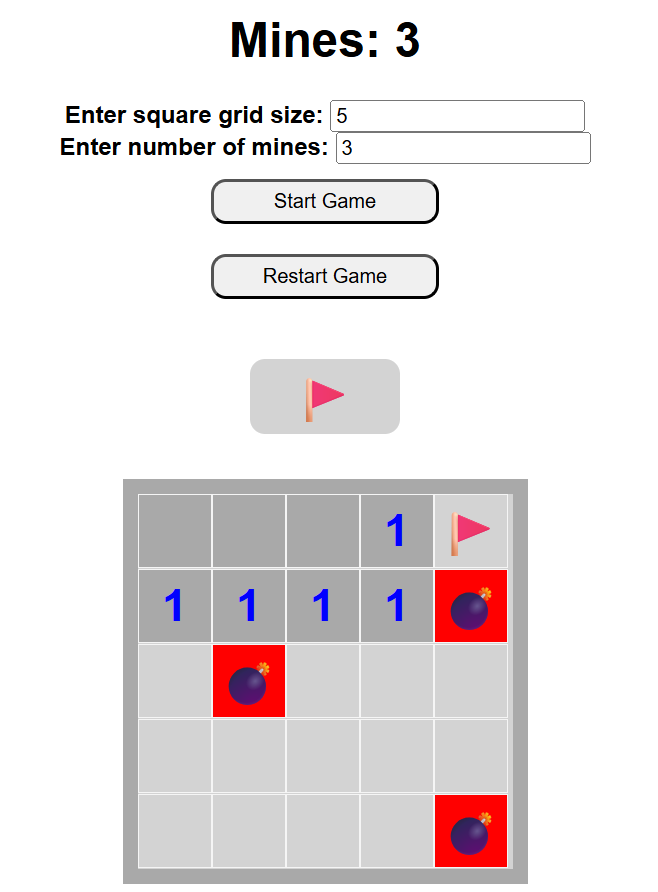 Mines: 3
Enter square grid size: 5
Enter number of mines: 3
Start Game
Restart Game
1
1 1 1 1